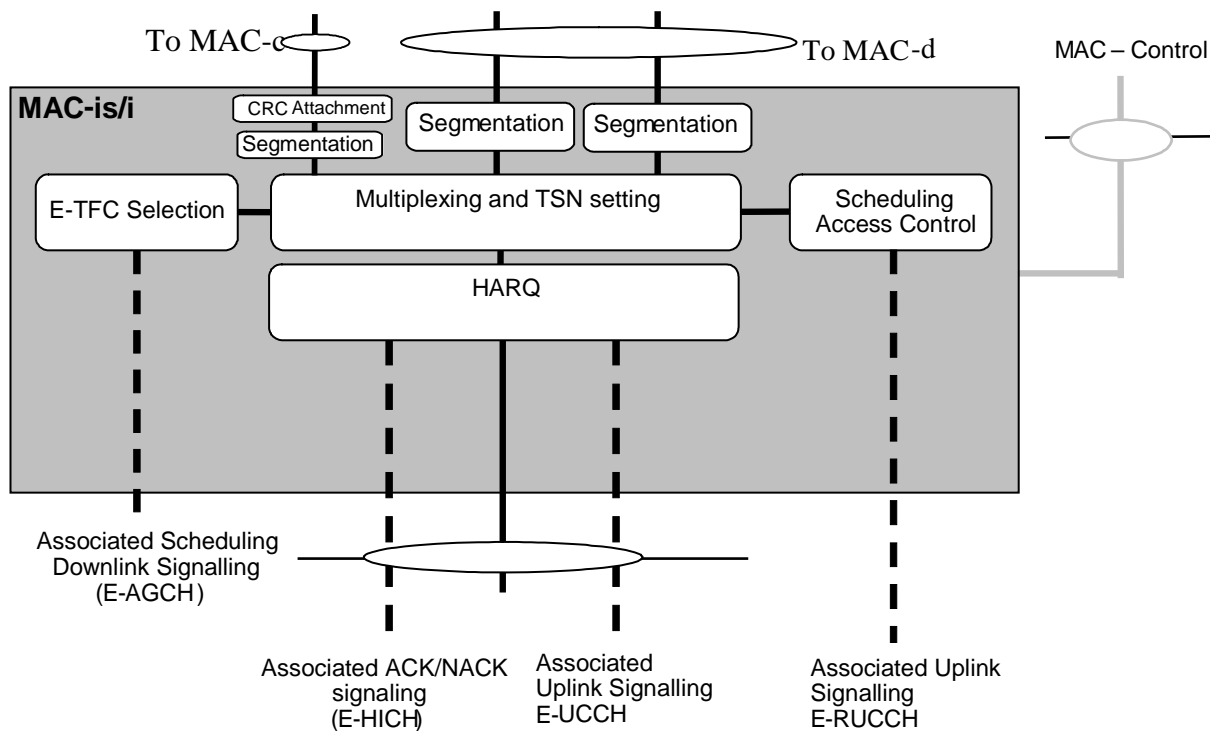 To MAC-c
To MAC-d
MAC – Control
MAC-is/i
CRC Attachment
Segmentation
Segmentation
Segmentation
E-TFC Selection
Multiplexing and TSN setting
Scheduling
Access Control
HARQ
Associated Scheduling
Downlink Signalling
(E-AGCH)
Associated ACK/NACK
signaling
(E-HICH)
Associated
Uplink Signalling
E-UCCH
Associated Uplink
Signalling
E-RUCCH